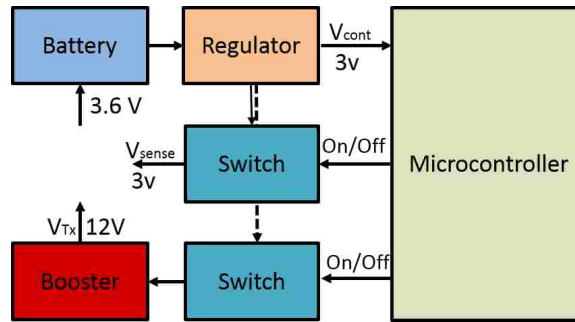 Battery
Regulator
Vcont
3v
3.6 V
Microcontroller
Vsense
3v
Switch
On/Off
VTx 12V
Booster
Switch
On/Off